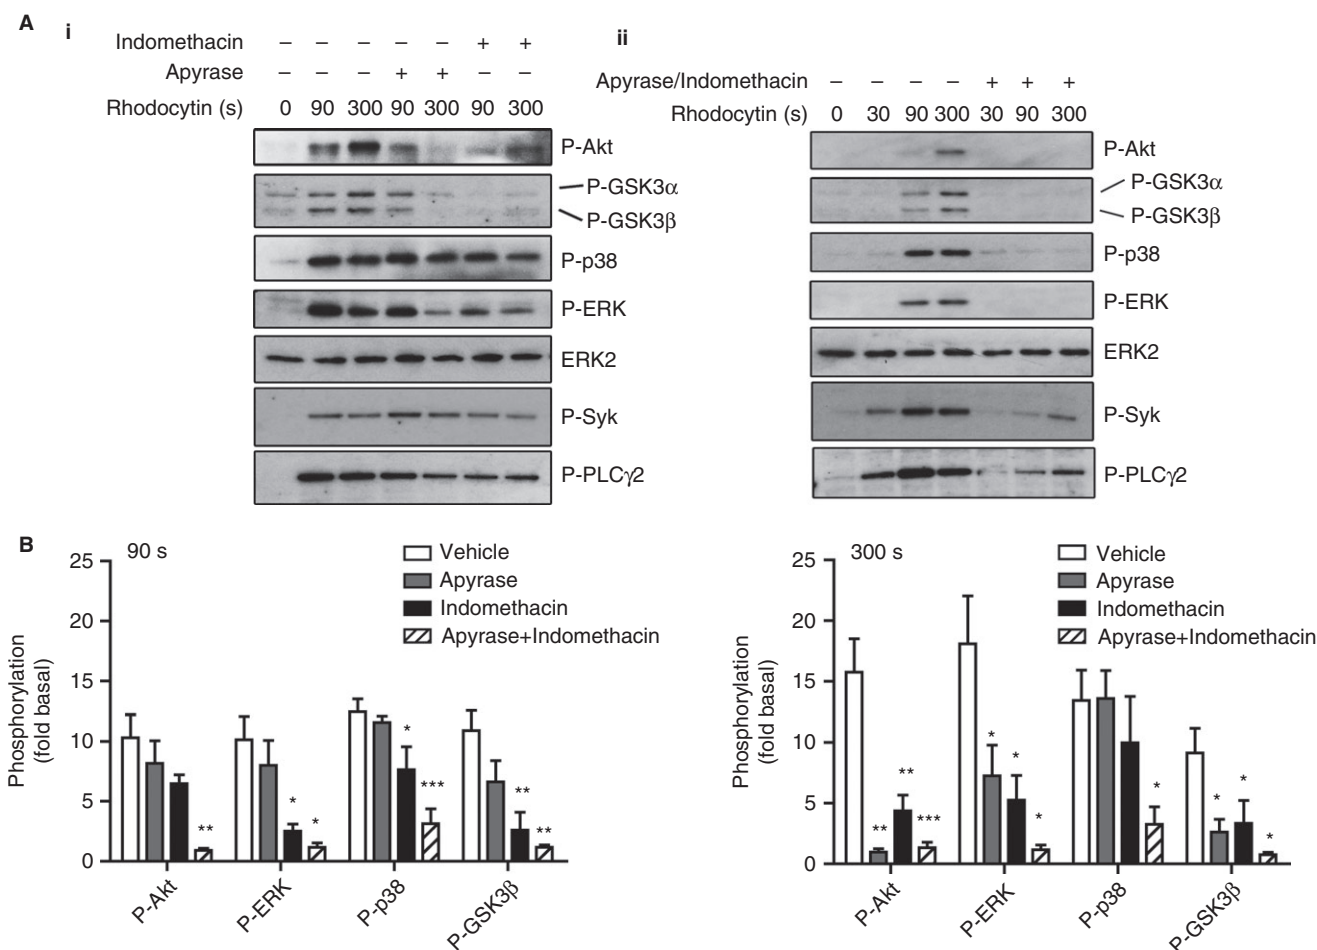 A
i
Indomethacin – – – – – + +
Apyrase – – – + + – –
Rhodocytin (s) 0 90 300 90 300 90 300
P-Akt
P-GSK3α
P-GSK3β
P-p38
P-ERK
ERK2
P-Syk
P-PLCγ2
ii
Apyrase/Indomethacin – – – – + + +
Rhodocytin (s) 0 30 90 300 30 90 300
P-Akt
P-GSK3α
P-GSK3β
P-p38
P-ERK
ERK2
P-Syk
P-PLCγ2
B
90 s
Vehicle
Apyrase
Indomethacin
Apyrase+Indomethacin
Phosphorylation
(fold basal)
25
20
15
10
5
0
**
*
*
*
***
**
**
P-Akt
P-ERK
P-p38
P-GSK3β
300 s
Vehicle
Apyrase
Indomethacin
Apyrase+Indomethacin
Phosphorylation
(fold basal)
25
20
15
10
5
0
**
**
***
*
*
*
*
*
*
*
P-Akt
P-ERK
P-p38
P-GSK3β